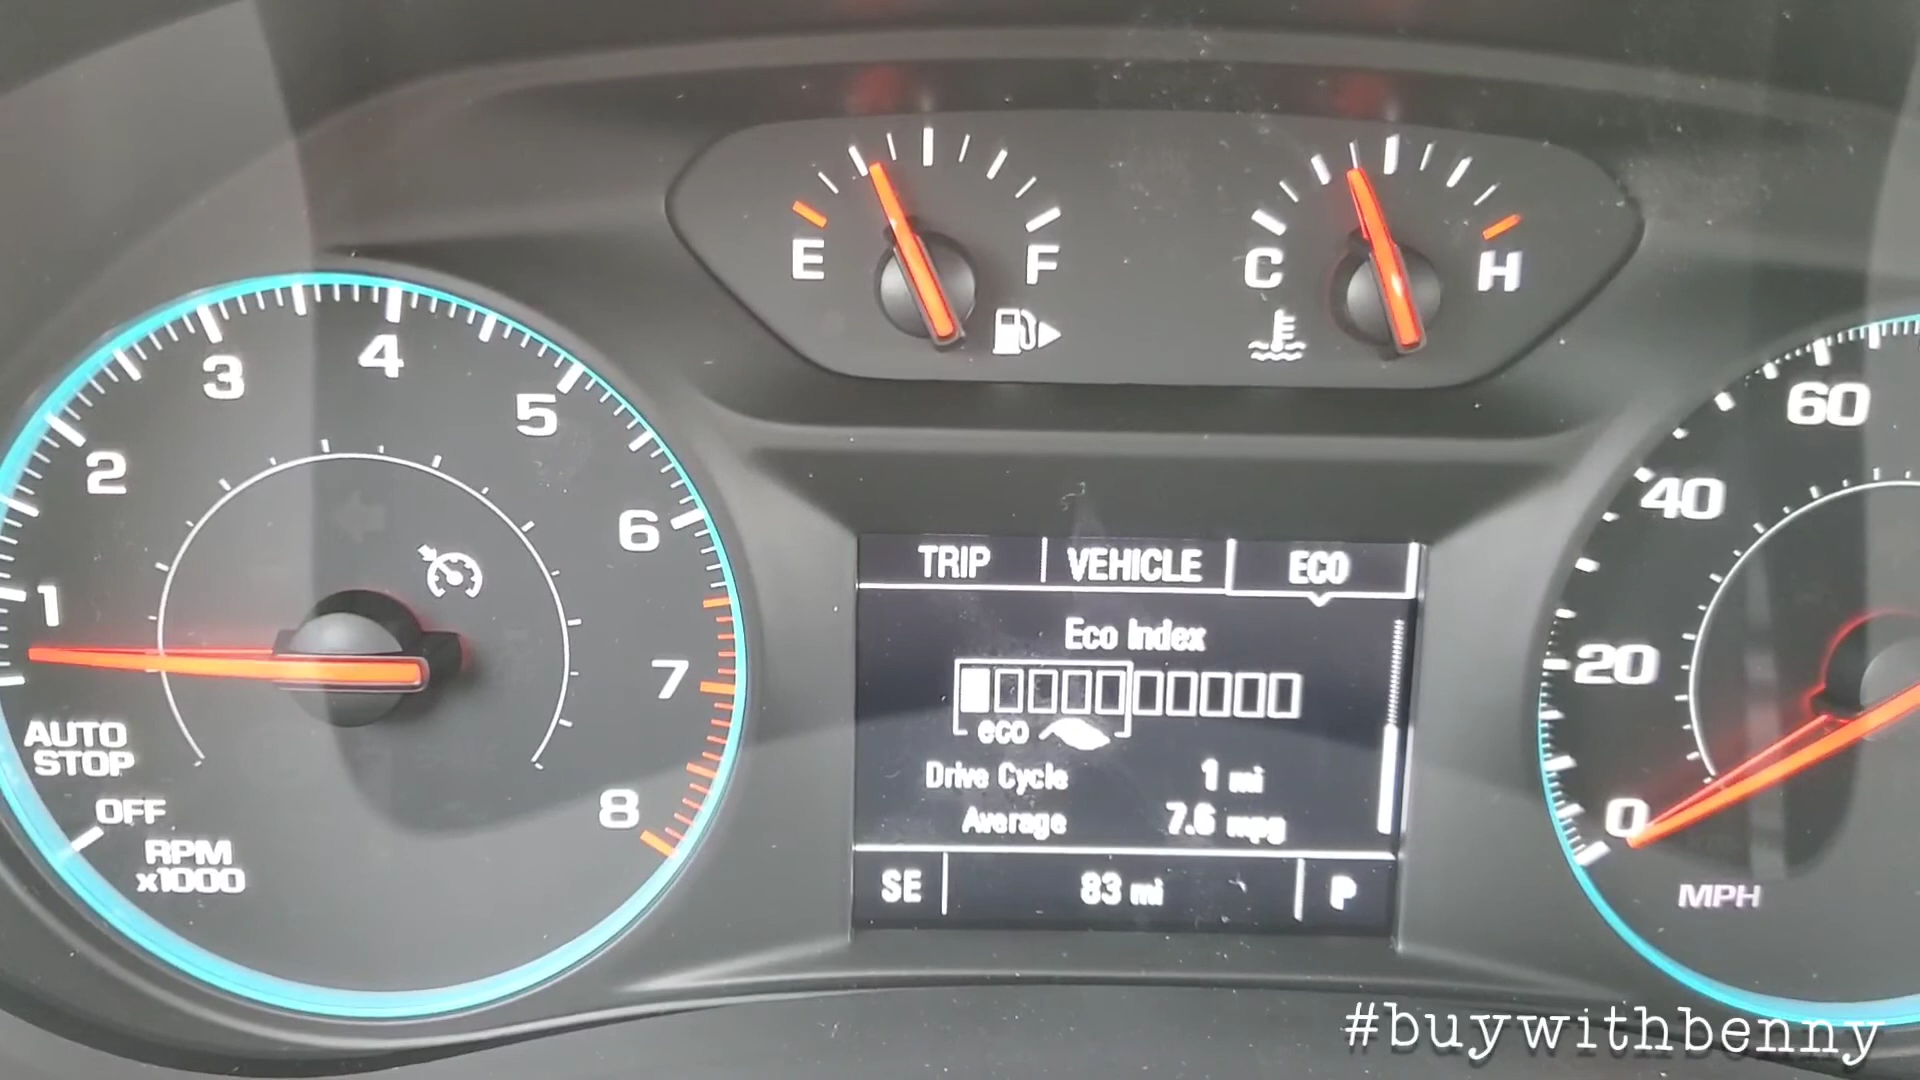 E
F
C
H
1
2
3
4
5
6
7
8
AUTO
STOP
OFF
RPM
x1000
TRIP
VEHICLE
ECO
Eco Index
eco
Drive Cycle 1 mi
Average 7.6 mpg
SE 83 mi P
60
40
20
0
MPH
#buywithbenny